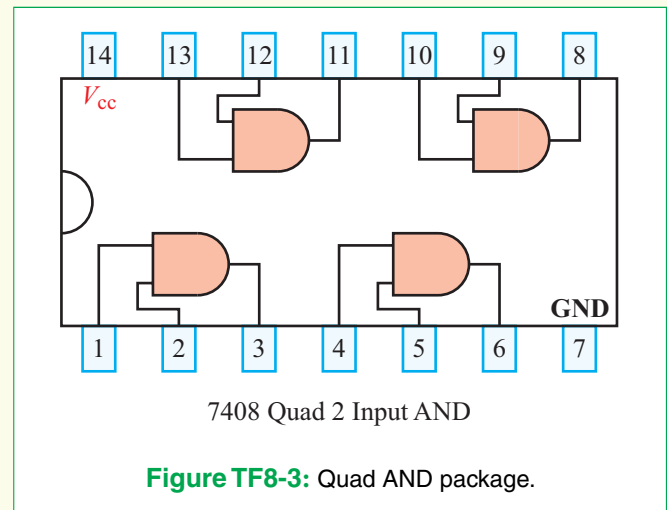 14 13 12 11 10 9 8
Vcc
GND
1 2 3 4 5 6 7
7408 Quad 2 Input AND
Figure TF8-3: Quad AND package.